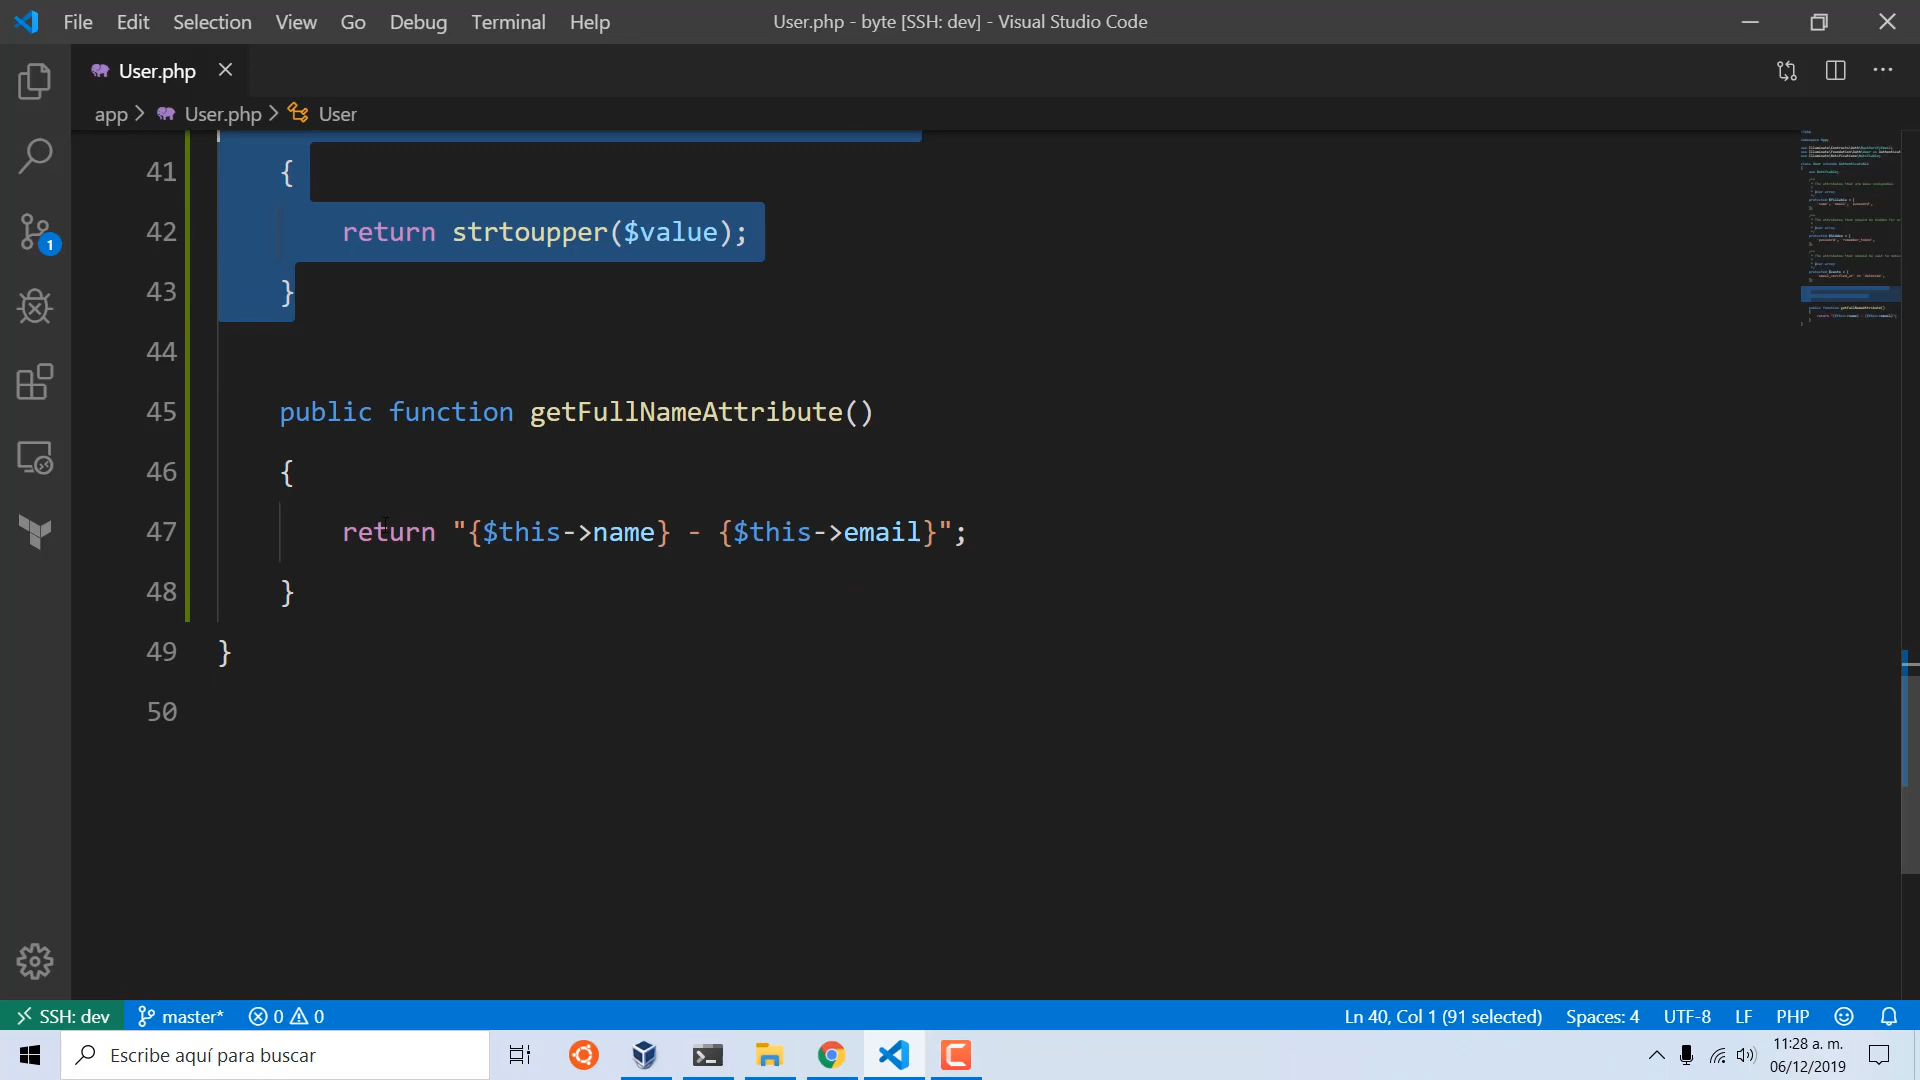 File Edit Selection View Go Debug Terminal Help User.php - byte [SSH: dev] - Visual Studio Code
User.php
app > User.php > User
41 {
42 return strtoupper($value);
43 }
44
45 public function getFullNameAttribute()
46 {
47 return "{$this->name} - {$this->email}";
48 }
49 }
50
1
SSH: dev master* 0 0 Ln 40, Col 1 (91 selected) Spaces: 4 UTF-8 LF PHP
Escribe aquí para buscar
11:28 a. m.
06/12/2019